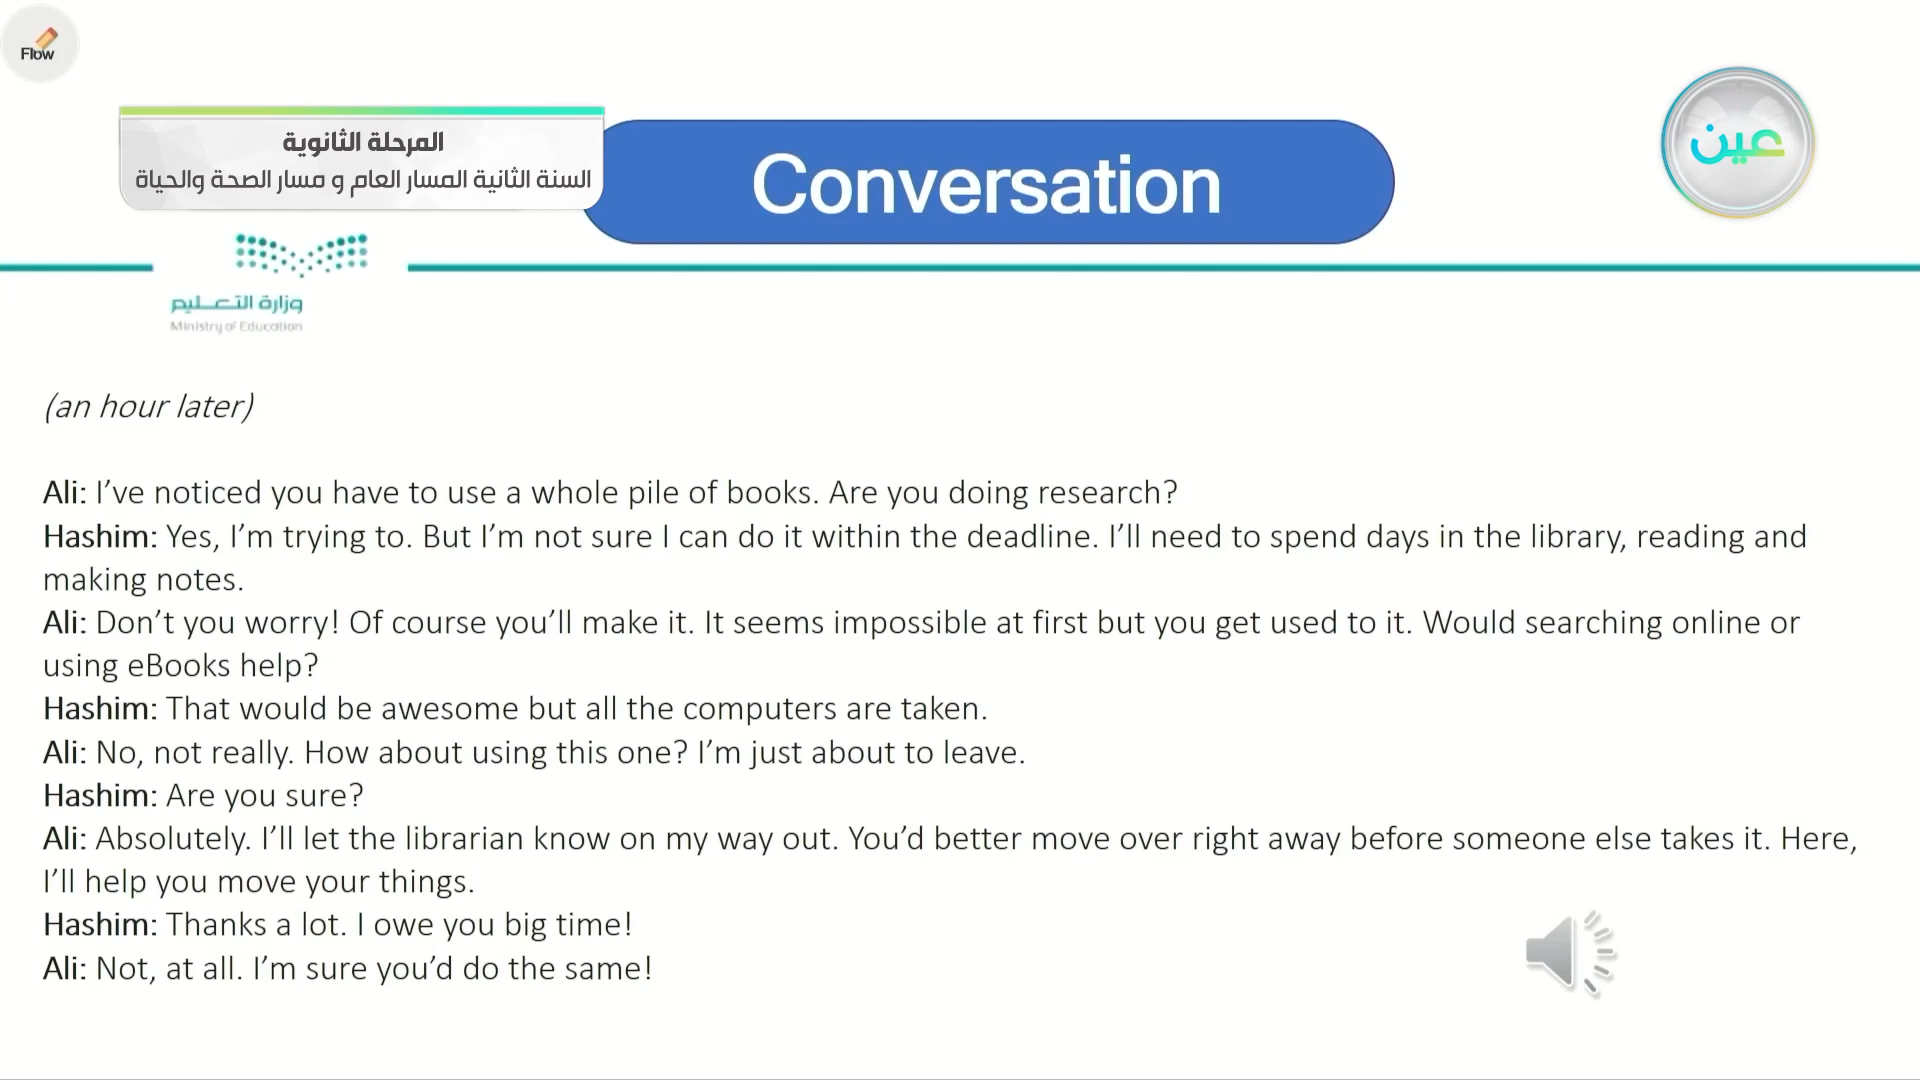 Flow
المرحلة الثانوية
السنة الثانية المسار العام و مسار الصحة والحياة
Conversation
عين
وزارة التعليم
Ministry of Education
(an hour later)
Ali: I’ve noticed you have to use a whole pile of books. Are you doing research?
Hashim: Yes, I’m trying to. But I’m not sure I can do it within the deadline. I’ll need to spend days in the library, reading and
making notes.
Ali: Don’t you worry! Of course you’ll make it. It seems impossible at first but you get used to it. Would searching online or
using eBooks help?
Hashim: That would be awesome but all the computers are taken.
Ali: No, not really. How about using this one? I’m just about to leave.
Hashim: Are you sure?
Ali: Absolutely. I’ll let the librarian know on my way out. You’d better move over right away before someone else takes it. Here,
I’ll help you move your things.
Hashim: Thanks a lot. I owe you big time!
Ali: Not, at all. I’m sure you’d do the same!